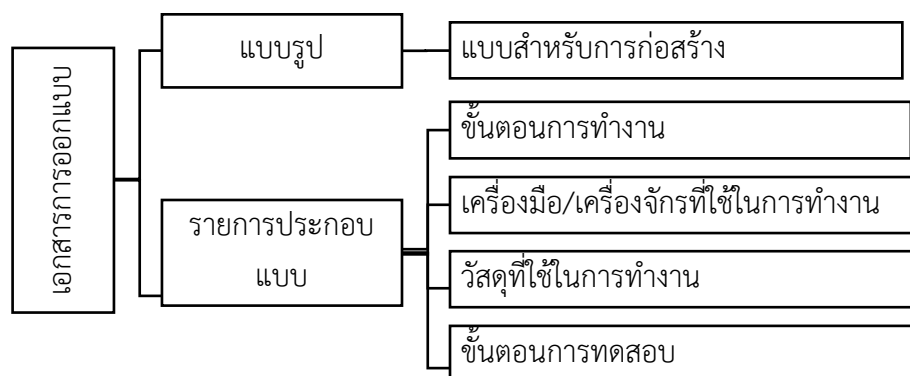 เอกสารการออกแบบ
แบบรูป
แบบสำหรับการก่อสร้าง
รายการประกอบ
แบบ
ขั้นตอนการทำงาน
เครื่องมือ/เครื่องจักรที่ใช้ในการทำงาน
วัสดุที่ใช้ในการทำงาน
ขั้นตอนการทดสอบ